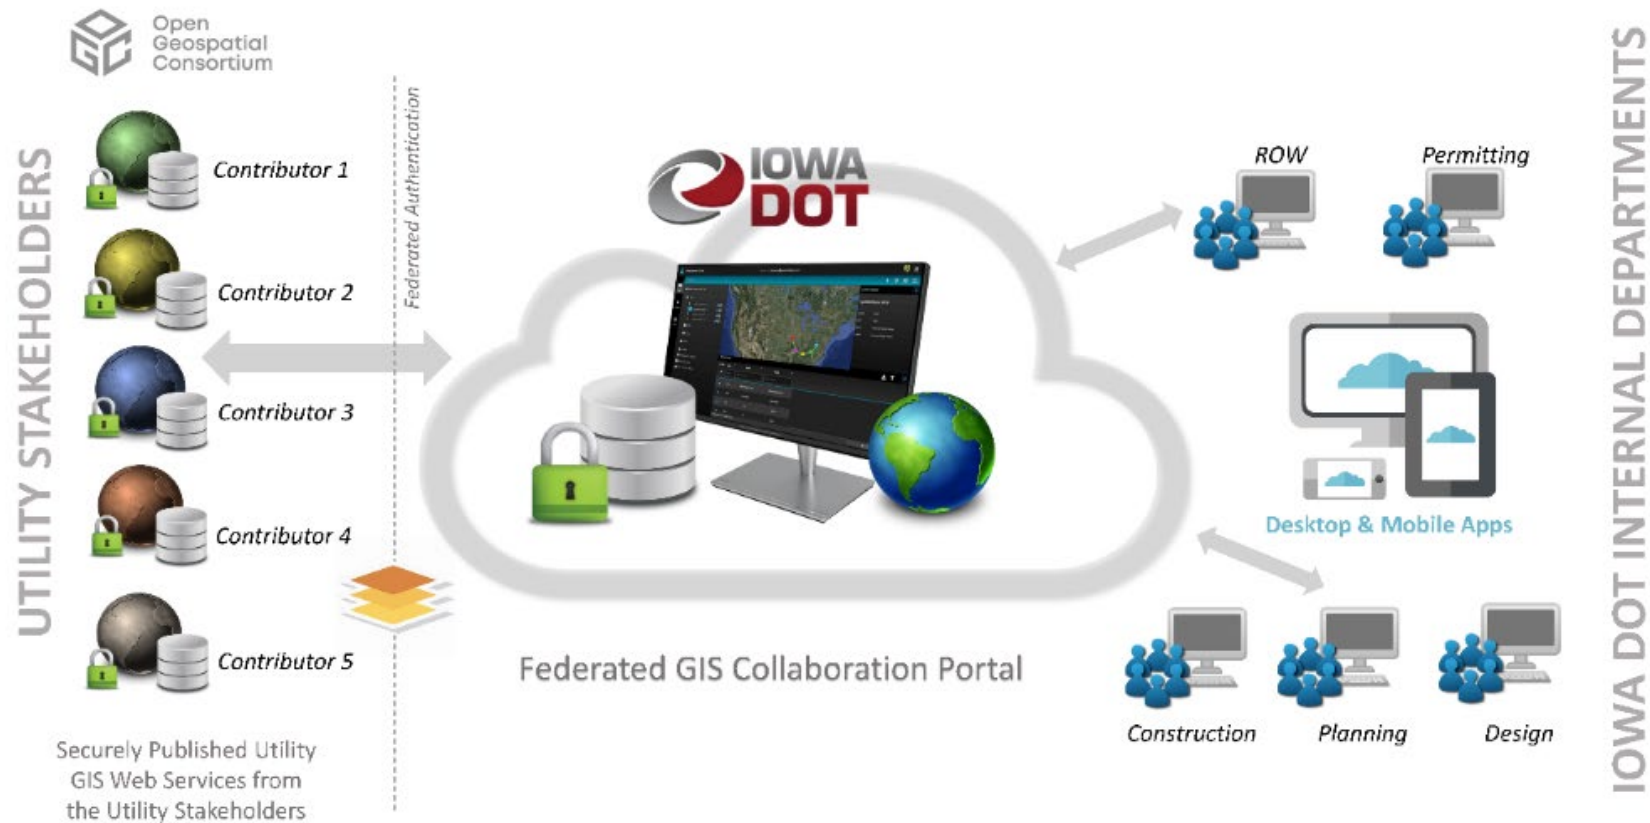 Open
Geospatial
Consortium
UTILITY STAKEHOLDERS
Contributor 1
Contributor 2
Contributor 3
Contributor 4
Contributor 5
Securely Published Utility
GIS Web Services from
the Utility Stakeholders
Federated Authentication
IOWA
DOT
Federated GIS Collaboration Portal
ROW
Permitting
Desktop & Mobile Apps
Construction
Planning
Design
IOWA DOT INTERNAL DEPARTMENTS